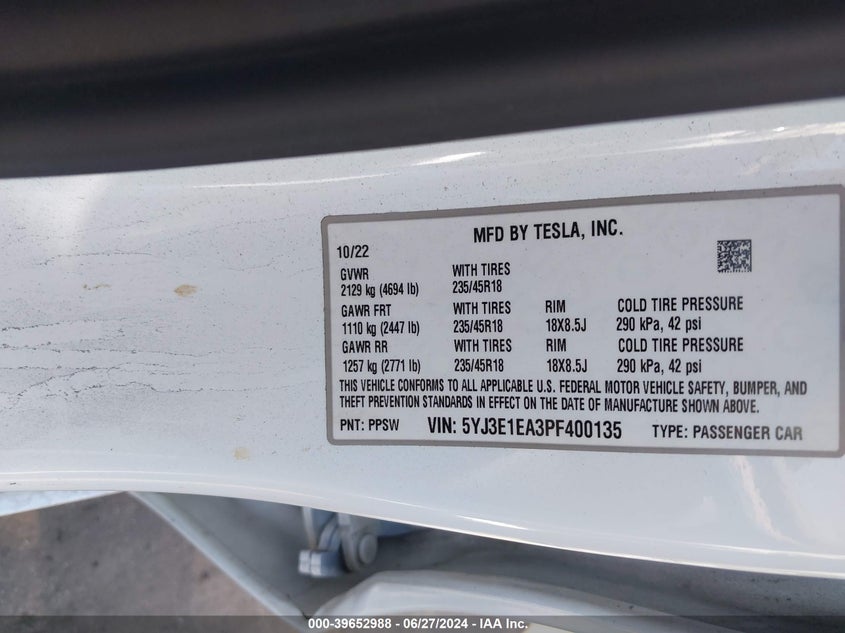 MFD BY TESLA, INC.
10/22
GVWR WITH TIRES
2129 kg (4694 lb) 235/45R18
GAWR FRT WITH TIRES RIM COLD TIRE PRESSURE
1110 kg (2447 lb) 235/45R18 18X8.5J 290 kPa, 42 psi
GAWR RR WITH TIRES RIM COLD TIRE PRESSURE
1257 kg (2771 lb) 235/45R18 18X8.5J 290 kPa, 42 psi
THIS VEHICLE CONFORMS TO ALL APPLICABLE U.S. FEDERAL MOTOR VEHICLE SAFETY, BUMPER, AND
THEFT PREVENTION STANDARDS IN EFFECT ON THE DATE OF MANUFACTURE SHOWN ABOVE.
PNT: PPSW VIN: 5YJ3E1EA3PF400135 TYPE: PASSENGER CAR
000-39652988 - 06/27/2024 - IAA Inc.